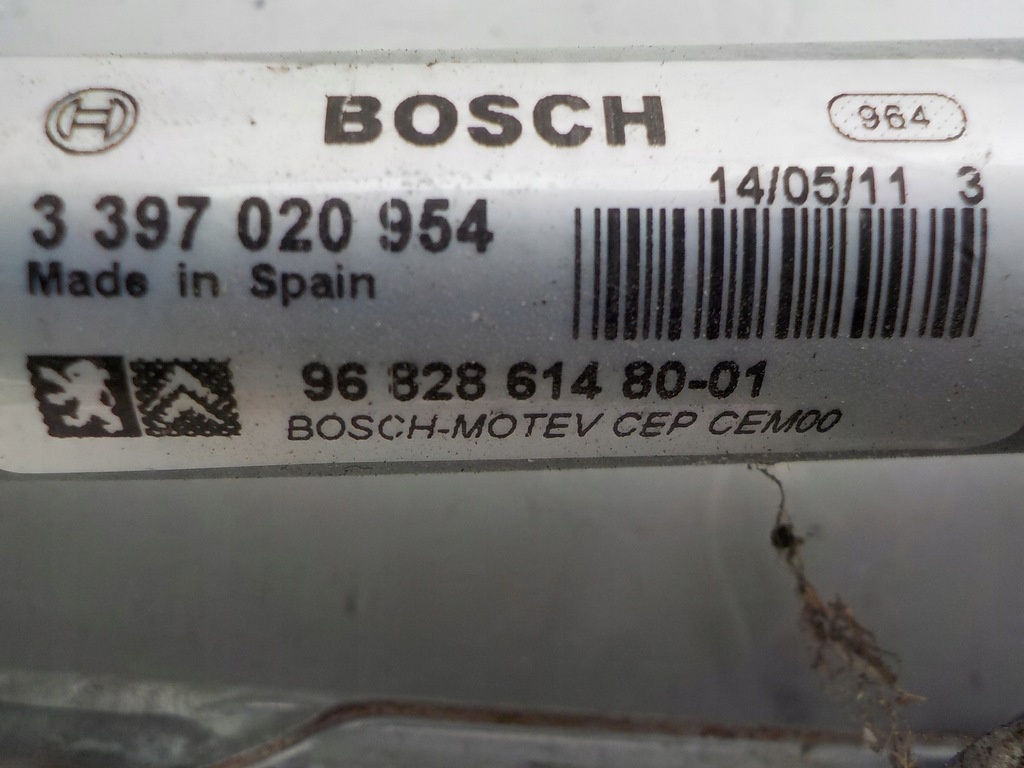 BOSCH
964
14/05/11 3
3 397 020 954
Made in Spain
96 828 614 80-01
BOSCH-MOTEV CEP CEM00